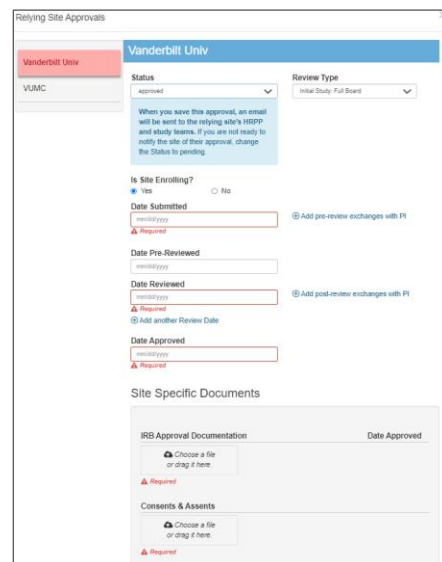 Relying Site Approvals
Vanderbilt Univ
VUMC
Vanderbilt Univ
Status
Review Type
approved
Initial Study: Full Board
When you save this approval, an email
will be sent to the relying site's HRPP
and study teams. If you are not ready to
notify the site of their approval, change
the Status to pending.
Is Site Enrolling?
Yes
No
Date Submitted
mm/dd/yyyy
Add pre-review exchanges with PI
Required
Date Pre-Reviewed
mm/dd/yyyy
Date Reviewed
mm/dd/yyyy
Add post-review exchanges with PI
Required
Add another Review Date
Date Approved
mm/dd/yyyy
Required
Site Specific Documents
IRB Approval Documentation
Date Approved
Choose a file
or drag it here.
Required
Consents & Assents
Choose a file
or drag it here.
Required